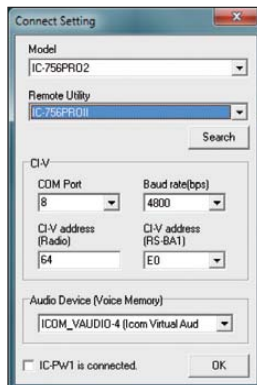 Connect Setting
Model
IC-756PRO2
Remote Utility
IC-756PROII
Search
CI-V
COM Port Baud rate(bps)
8 4800
CI-V address (Radio) CI-V address (RS-BA1)
64 E0
Audio Device (Voice Memory)
ICOM_VAUDIO-4 (Icom Virtual Aud
IC-PW1 is connected. OK